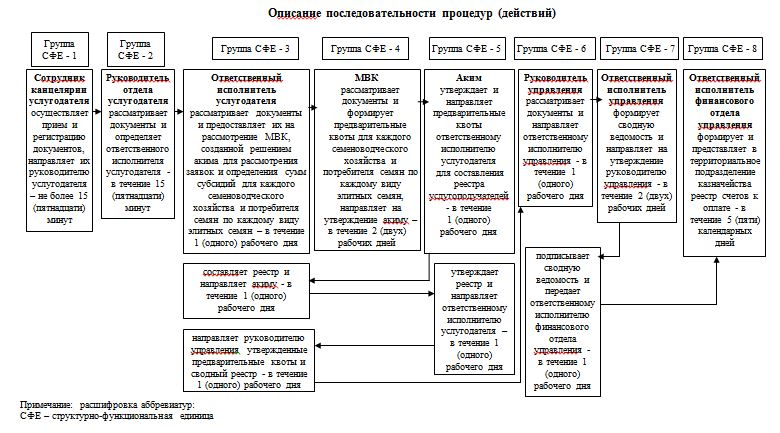 Описание последовательности процедур (действий)
Группа
СФЕ - 1
Группа
СФЕ - 2
Группа СФЕ - 3
Группа СФЕ - 4
Группа СФЕ - 5
Группа СФЕ - 6
Группа СФЕ - 7
Группа СФЕ - 8
Сотрудник
канцелярии
услугодателя
осуществляет
прием и
регистрацию
документов,
направляет их
руководителю
услугодателя
– не более 15
(пятнадцати)
минут
Руководитель
отдела
услугодателя
рассматривает
документы и
определяет
ответственного
исполнителя
услугодателя -
в течение 15
(пятнадцати)
минут
Ответственный
исполнитель
услугодателя
рассматривает документы
и предоставляет их на
рассмотрение МВК,
созданной решением
акима для рассмотрения
заявок и определения сумм
субсидий для каждого
семеноводческого
хозяйства и потребителя
семян по каждому виду
элитных семян – в течение
1 (одного) рабочего дня
МВК
рассматривает
документы и
формирует
предварительные
квоты для каждого
семеноводческого
хозяйства и
потребителя семян по
каждому виду
элитных семян,
направляет на
утверждение акиму –
в течение 2 (двух)
рабочих дней
Аким
утверждает и
направляет
предварительные
квоты
ответственному
исполнителю
услугодателя
для составления
реестра
услугополучателей
- в течение
1 (одного)
рабочего дня
Руководитель
управления
рассматривает
документы и
направляет
ответственному
исполнителю
управления - в
течение 1
(одного)
рабочего дня
Ответственный
исполнитель
управления
формирует
сводную
ведомость и
направляет на
утверждение
руководителю
управления - в
течение 2 (двух)
рабочих дней
Ответственный
исполнитель
финансового
отдела
управления
формирует и
представляет в
территориальное
подразделение
казначейства
реестр счетов к
оплате - в
течение 5 (пяти)
календарных
дней
составляет реестр и
направляет акиму - в
течение 1 (одного)
рабочего дня
утверждает
реестр и
направляет
ответственному
исполнителю
услугодателя –
в течение 1
(одного)
рабочего дня
подписывает
сводную
ведомость и
передает
ответственному
исполнителю
финансового
отдела
управления -
в течение 1
(одного)
рабочего дня
направляет руководителю
управления утвержденные
предварительные квоты и
сводный реестр - в течение
1 (одного) рабочего дня
Примечание: расшифровка аббревиатур:
СФЕ – структурно-функциональная единица